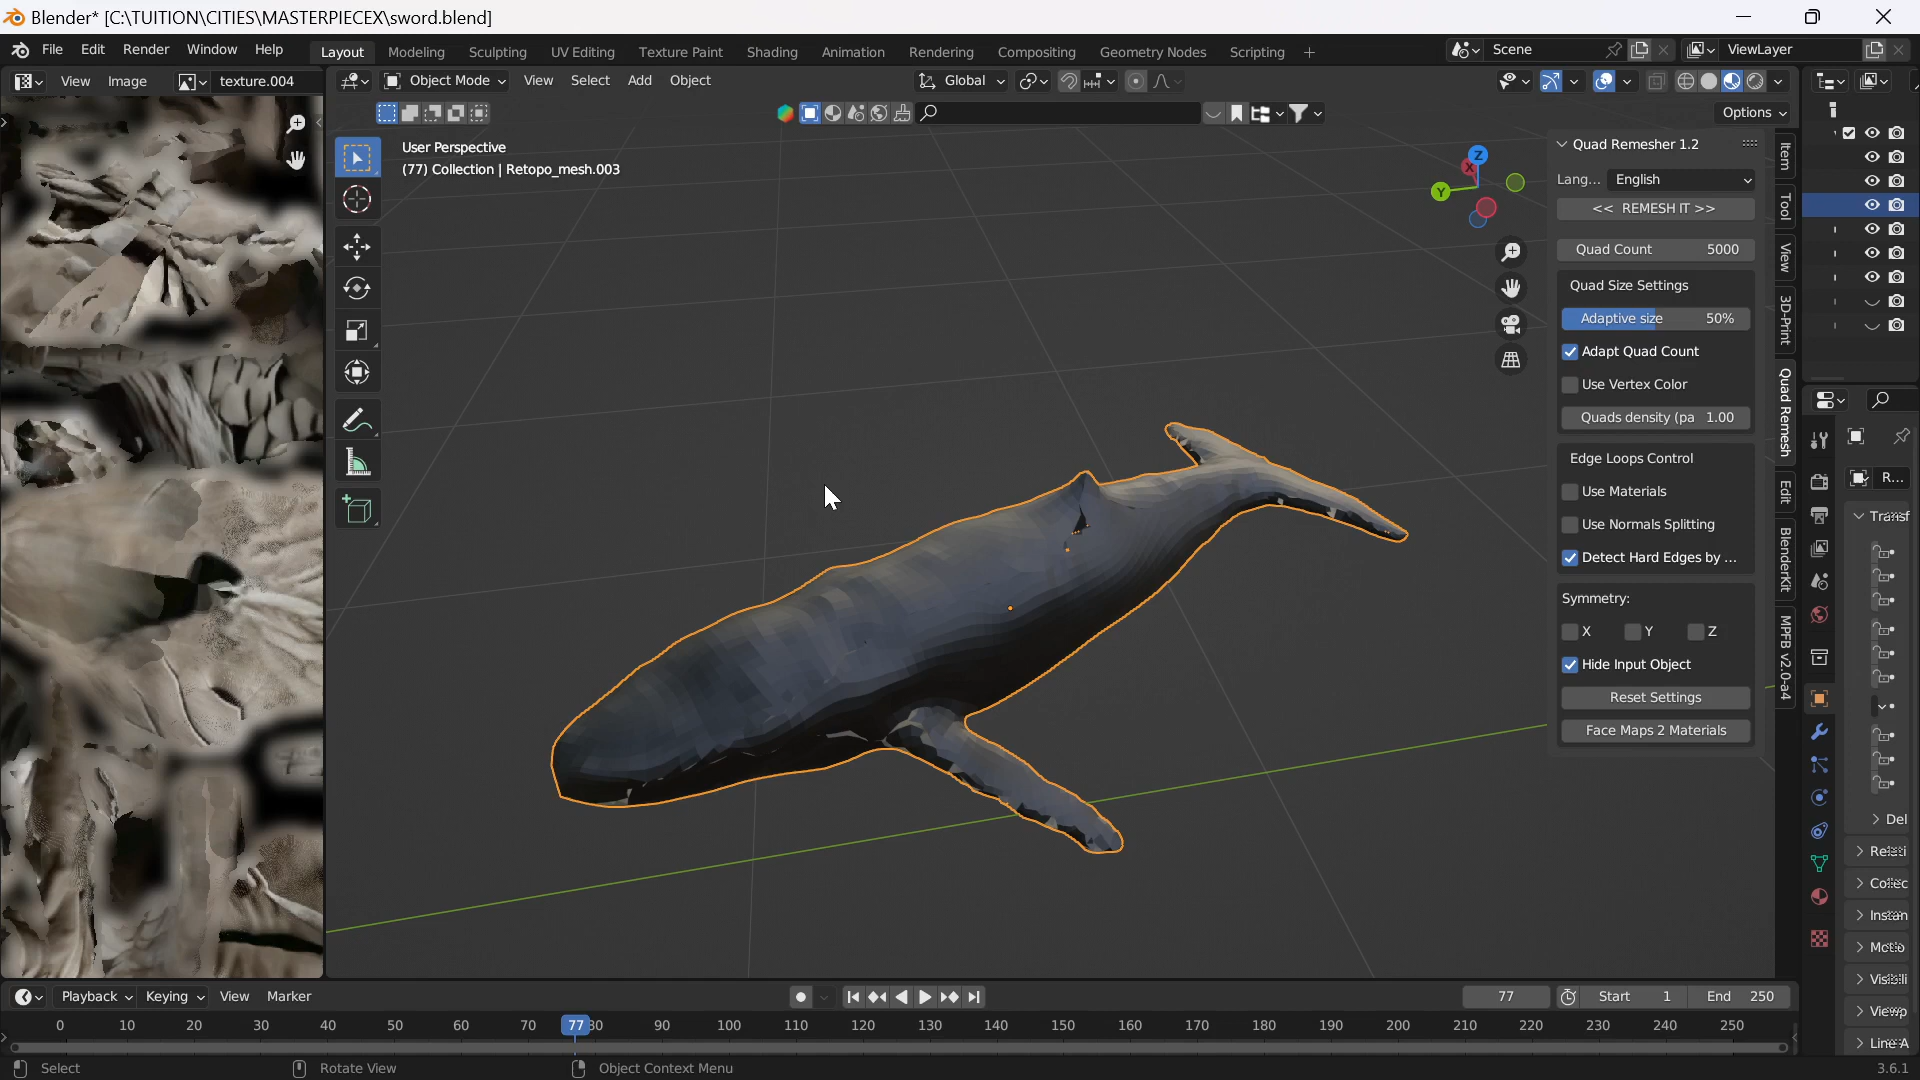 Blender* [C:\TUITION\CITIES\MASTERPIECEX\sword.blend]
File Edit Render Window Help Layout Modeling Sculpting UV Editing Texture Paint Shading Animation Rendering Compositing Geometry Nodes Scripting + Scene ViewLayer
View Image texture.004 Object Mode View Select Add Object Global
Options
User Perspective
(77) Collection | Retopo_mesh.003
Z
X
Y
Quad Remesher 1.2
Lang... English
<< REMESH IT >>
Quad Count 5000
Quad Size Settings
Adaptive size 50%
Adapt Quad Count
Use Vertex Color
Quads density (pa 1.00
Edge Loops Control
Use Materials
Use Normals Splitting
Detect Hard Edges by ...
Symmetry:
X Y Z
Hide Input Object
Reset Settings
Face Maps 2 Materials
Item
Tool
View
3D-Print
Quad Remesh
Edit
BlenderKit
MPFB v2.0-a4
R...
Transf
Del
Relati
Collec
Instan
Motio
Visibili
Viewp
Line A
Playback Keying View Marker 77 Start 1 End 250
0 10 20 30 40 50 60 70 77 80 90 100 110 120 130 140 150 160 170 180 190 200 210 220 230 240 250
Select Rotate View Object Context Menu 3.6.1